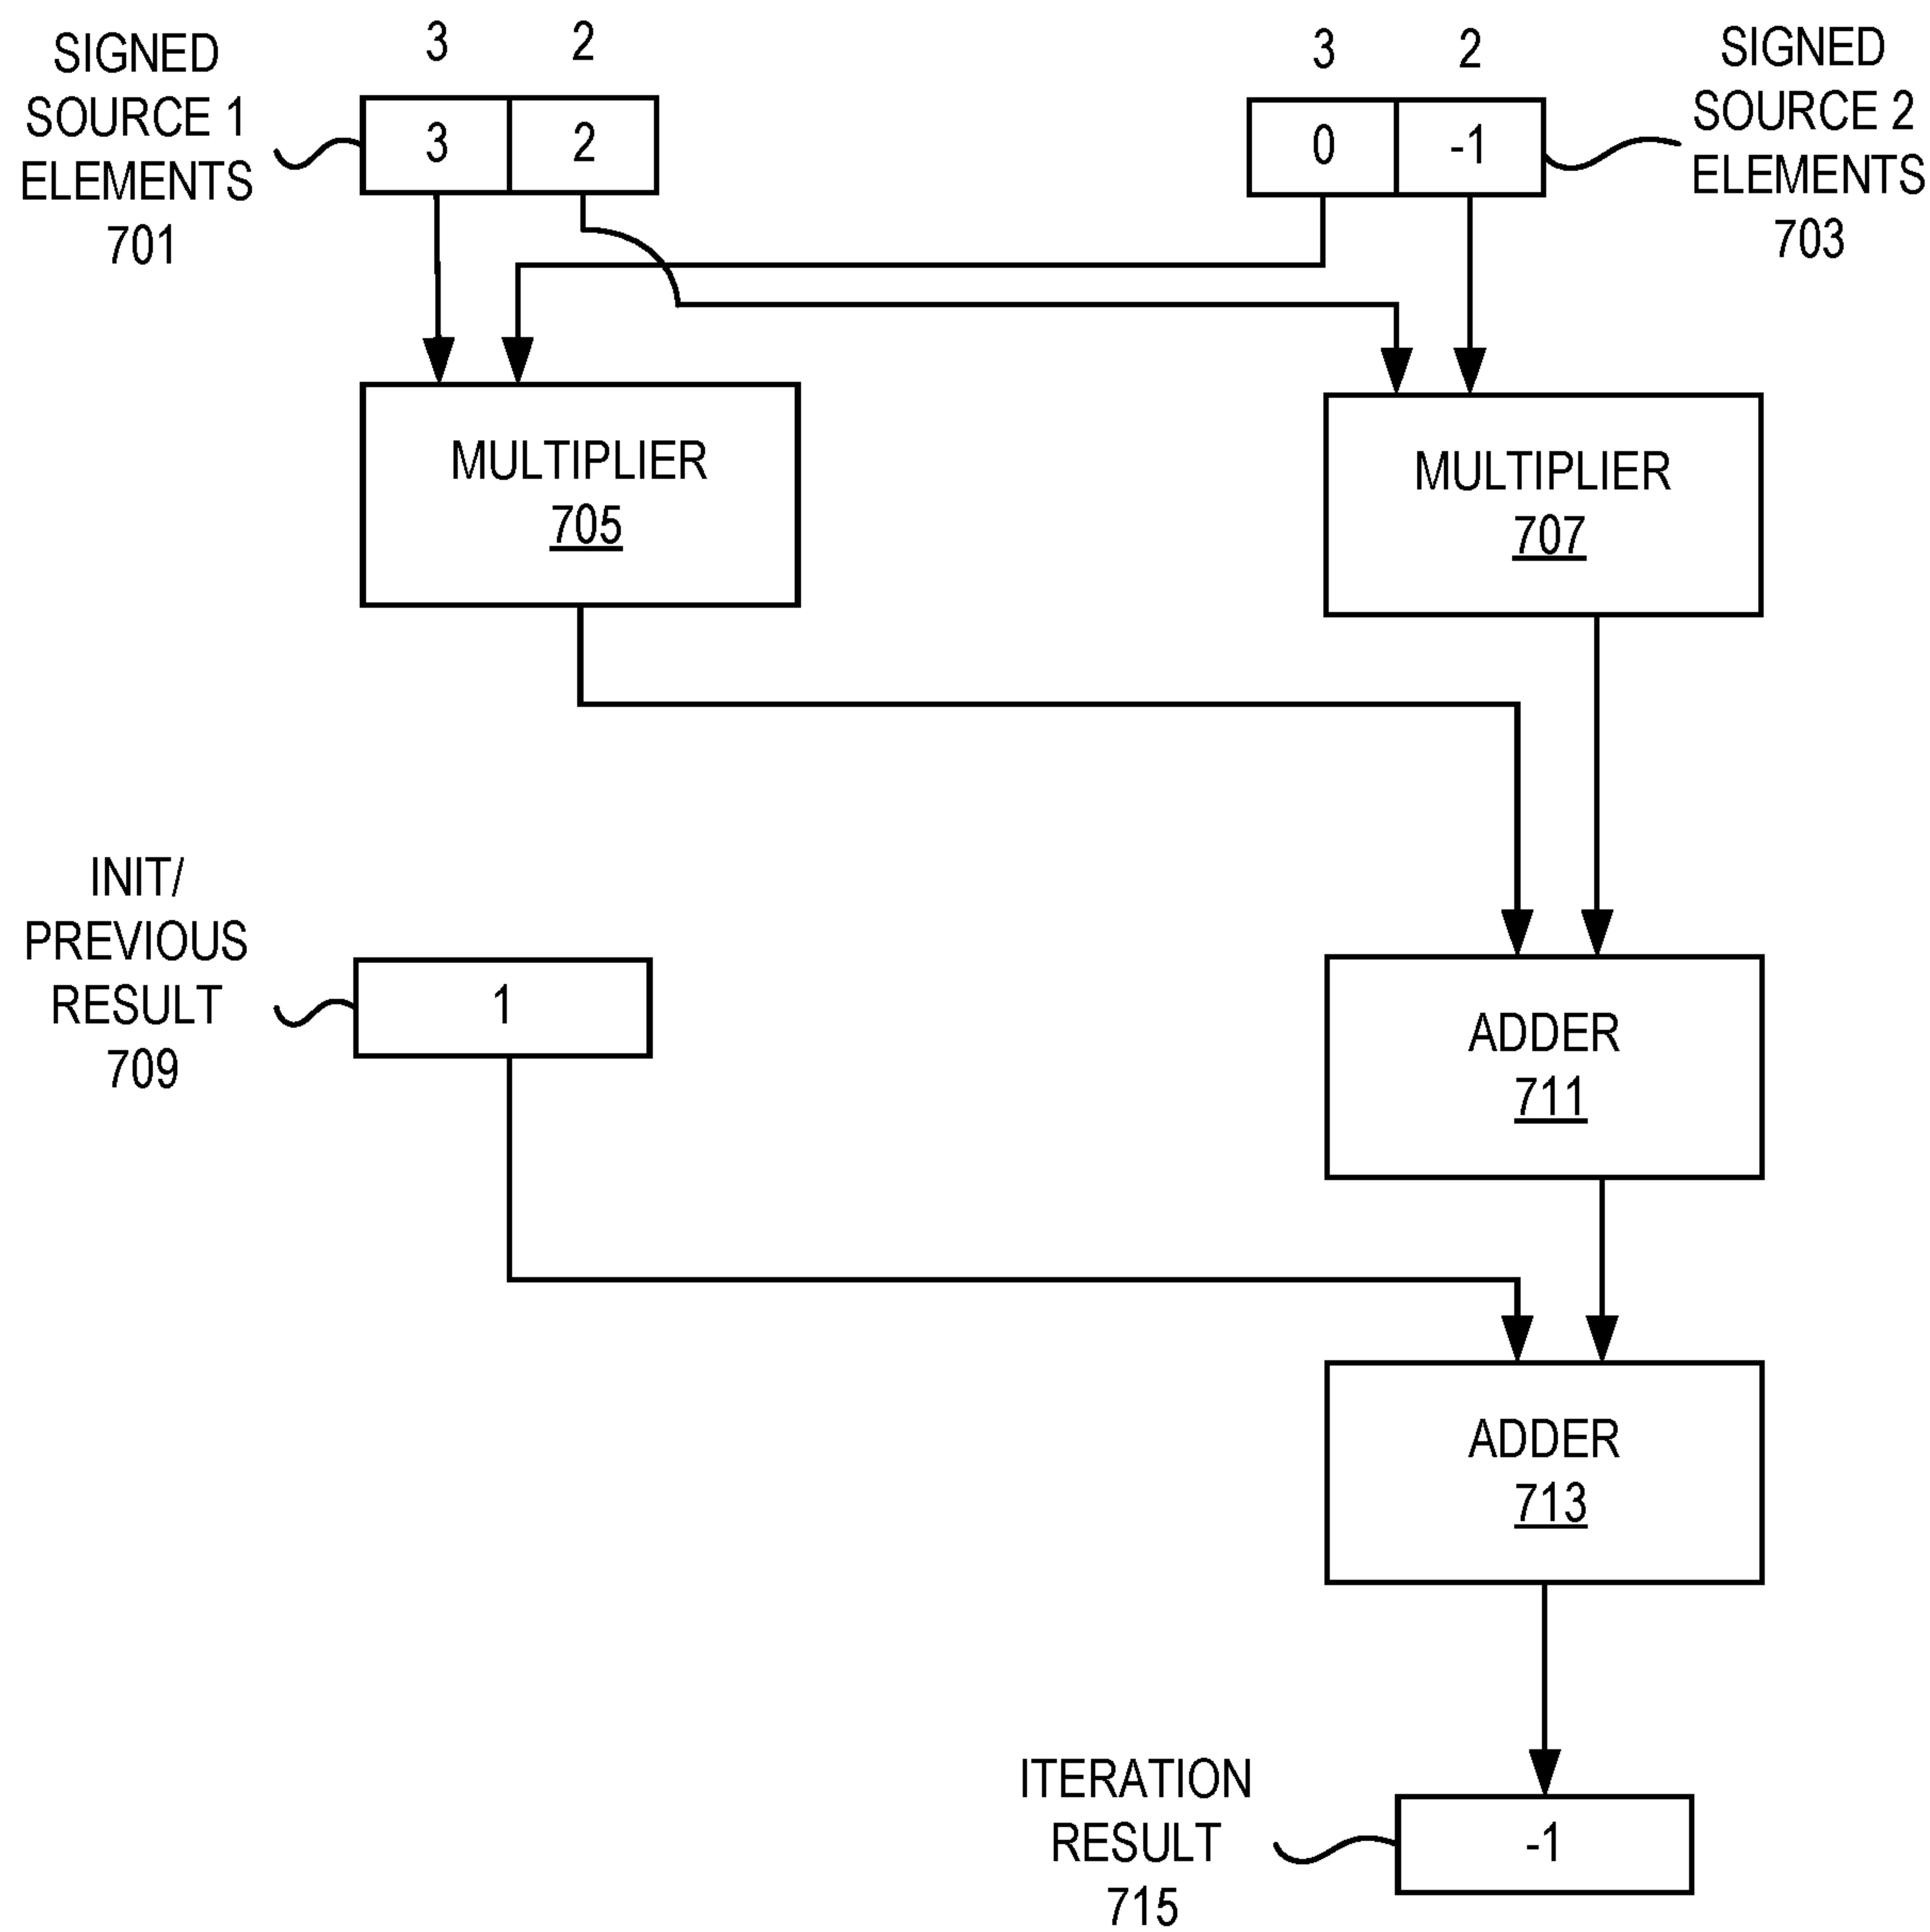 SIGNED
SOURCE 1
ELEMENTS
701
3 2
3 2
3 2
0 -1
SIGNED
SOURCE 2
ELEMENTS
703
MULTIPLIER
705
MULTIPLIER
707
INIT/
PREVIOUS
RESULT
709
1
ADDER
711
ADDER
713
ITERATION
RESULT
715
-1